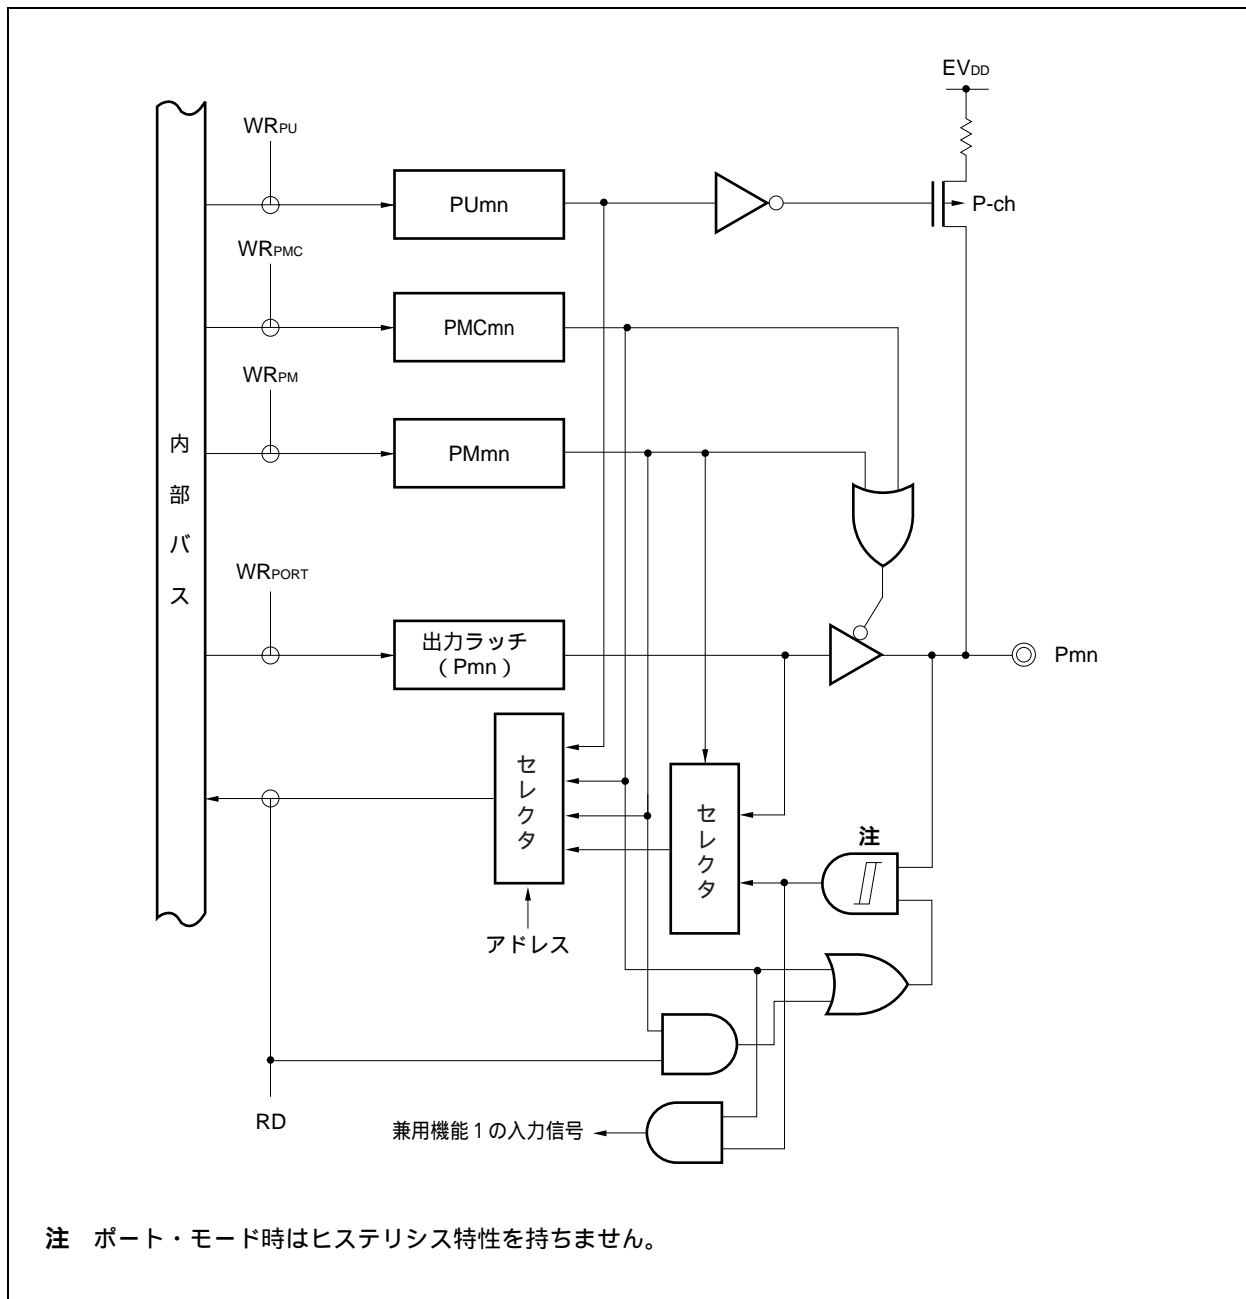 EVDD
WRPU
PUmn
P-ch
WRPMC
PMCmn
WRPM
PMmn
内部バス
WRPORT
出力ラッチ
（Pmn）
Pmn
セレクタ
セレクタ
注
アドレス
RD
兼用機能1の入力信号
注 ポート・モード時はヒステリシス特性を持ちません。